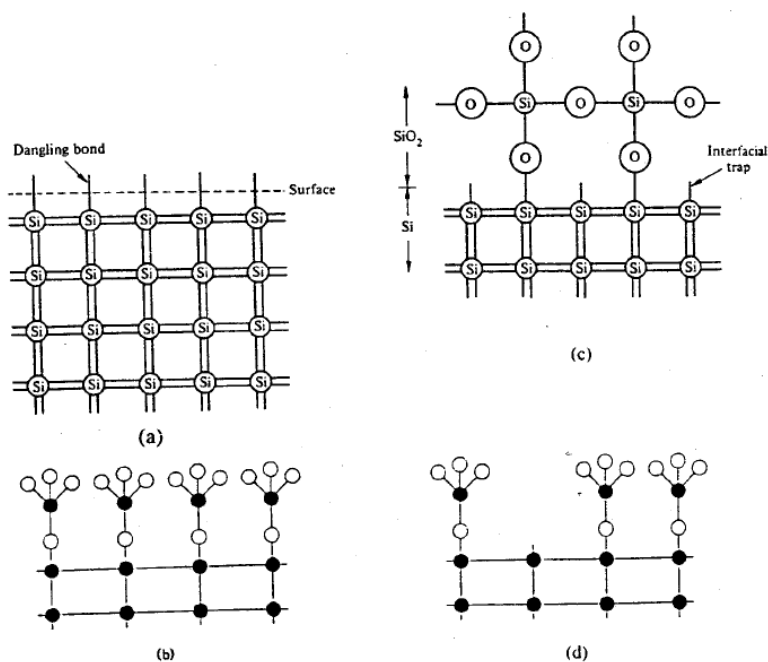 Dangling bond
Surface
Si Si Si Si Si
Si Si Si Si Si
Si Si Si Si Si
Si Si Si Si Si
(a)
O O
O Si O Si O
SiO₂
O O
Interfacial
trap
Si
Si Si Si Si Si
Si Si Si Si Si
(c)
(b)
(d)